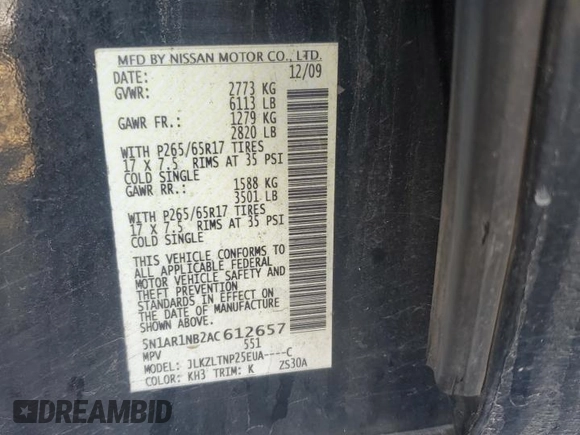 MFD BY NISSAN MOTOR CO., LTD.
DATE: 12/09
GVWR: 2773 KG
6113 LB
GAWR FR.: 1279 KG
2820 LB
WITH P265/65R17 TIRES
17 X 7.5 RIMS AT 35 PSI
COLD SINGLE
GAWR RR.: 1588 KG
3501 LB
WITH P265/65R17 TIRES
17 X 7.5 RIMS AT 35 PSI
COLD SINGLE
THIS VEHICLE CONFORMS TO
ALL APPLICABLE FEDERAL
MOTOR VEHICLE SAFETY AND
THEFT PREVENTION
STANDARDS IN EFFECT ON
THE DATE OF MANUFACTURE
SHOWN ABOVE.
5N1AR1NB2AC612657
MPV 551
MODEL: JLKZLTNP25EUA----C
COLOR: KH3 TRIM: K ZS30A
DREAMBID